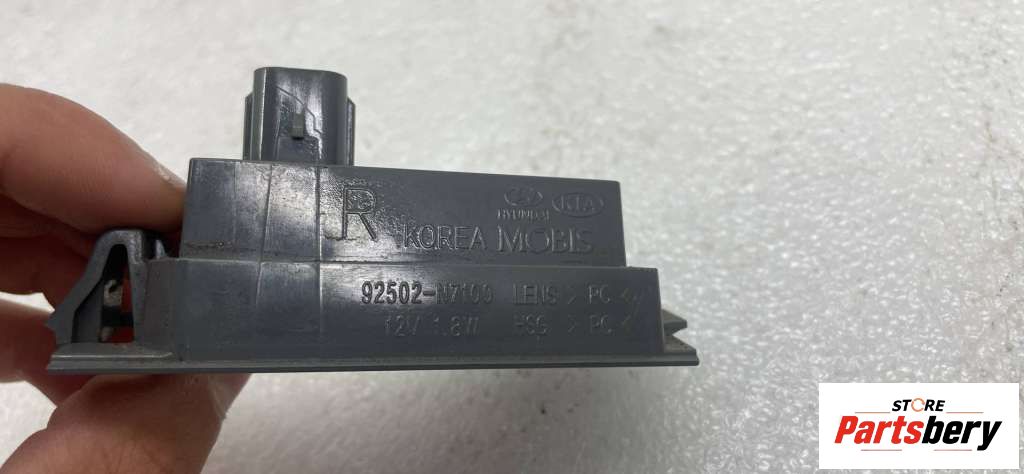 R HYUNDAI KIA
KOREA MOBIS
92502-N7100 LENS > PC <
12V 1.8W HSG > PC <
STORE
Partsbery